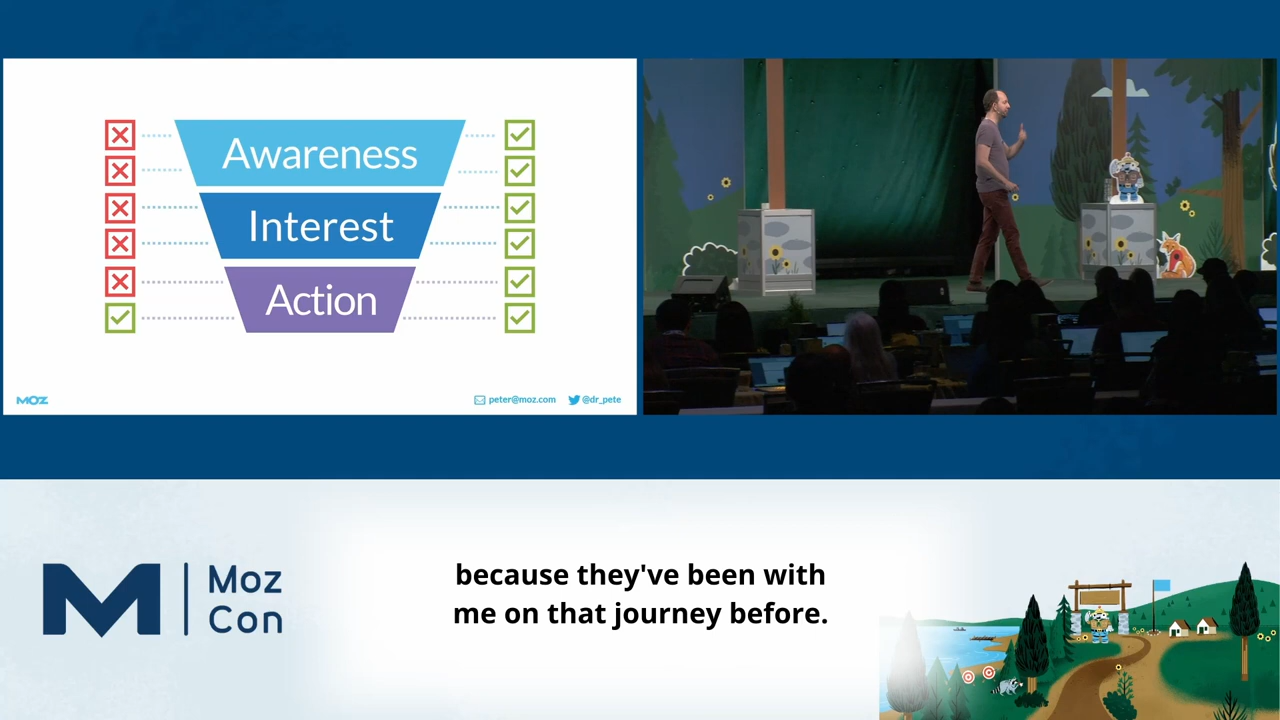 Awareness
Interest
Action
MOZ
peter@moz.com
@dr_pete
M
Moz
Con
because they've been with
me on that journey before.